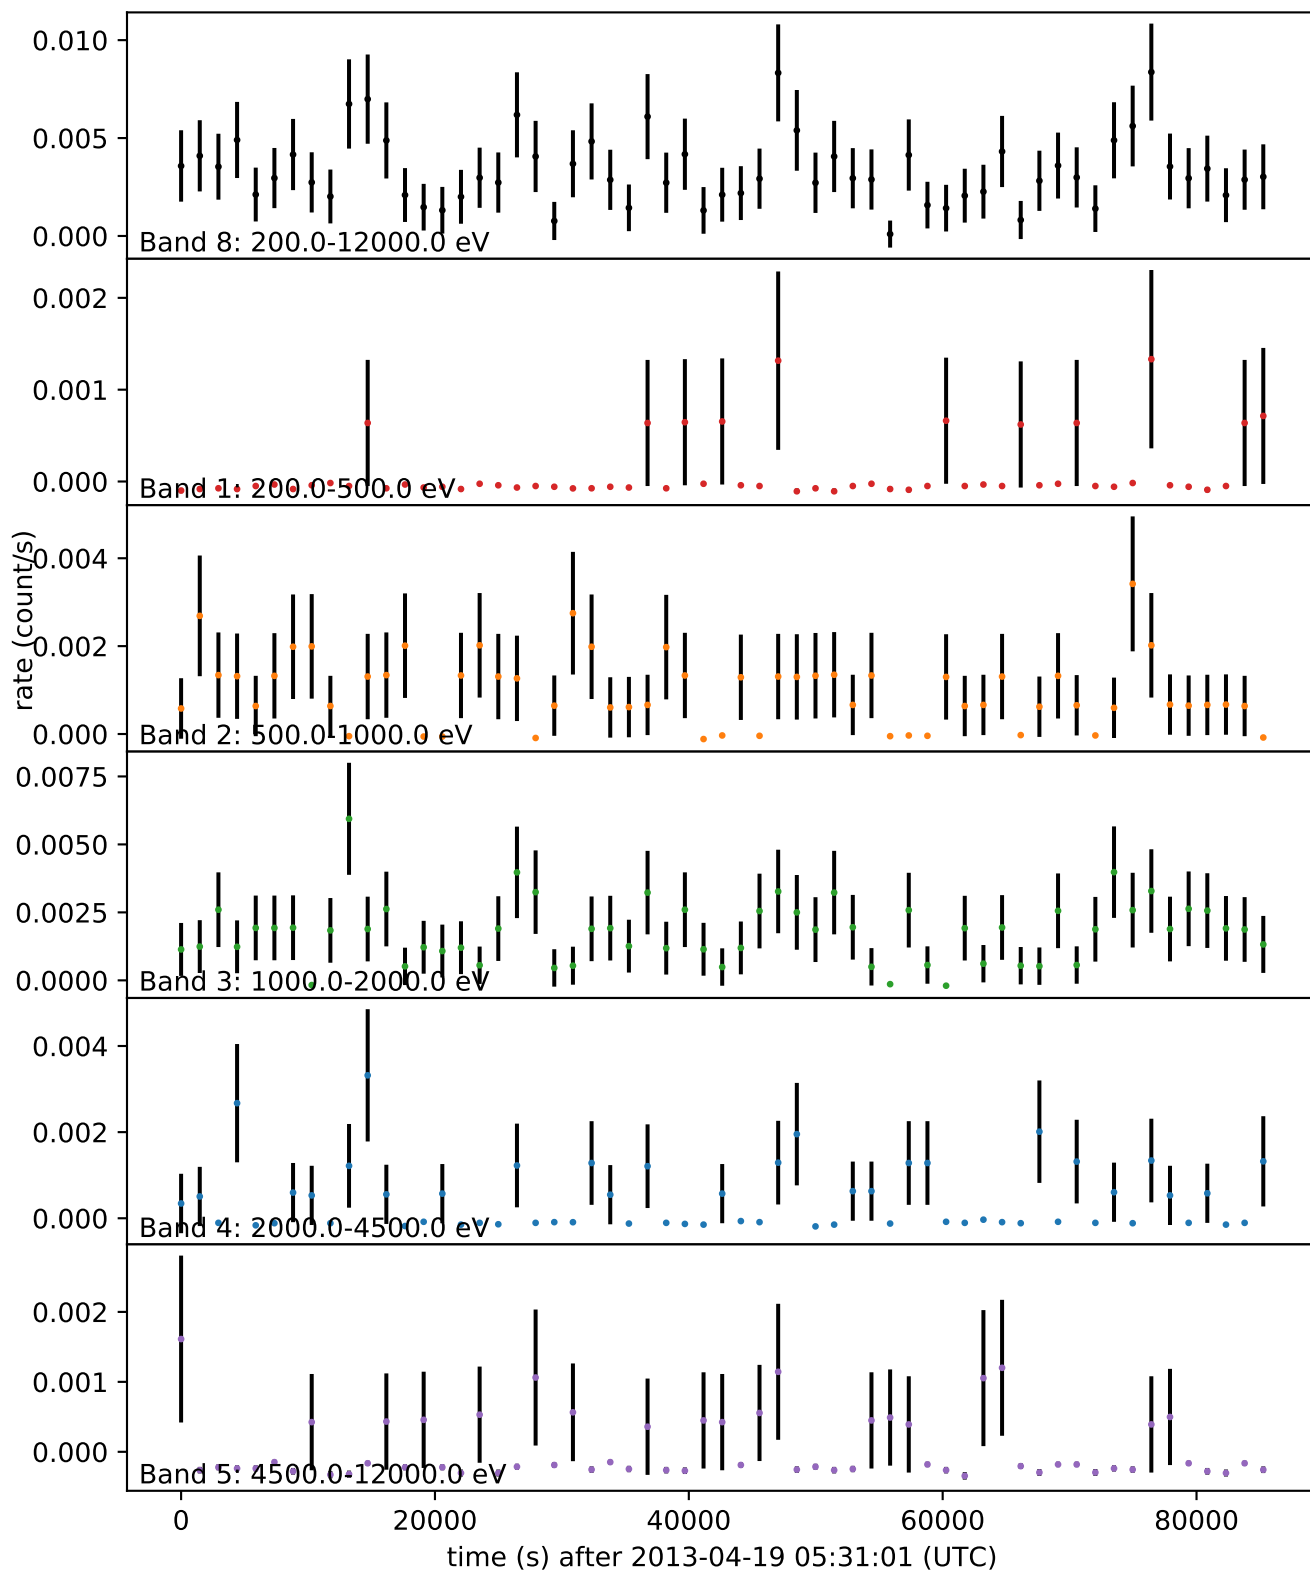 0.010
0.005
0.000
Band 8: 200.0-12000.0 eV
0.002
0.001
0.000
Band 1: 200.0-500.0 eV
rate (count/s)
0.004
0.002
0.000
Band 2: 500.0-1000.0 eV
0.0075
0.0050
0.0025
0.0000
Band 3: 1000.0-2000.0 eV
0.004
0.002
0.000
Band 4: 2000.0-4500.0 eV
0.002
0.001
0.000
Band 5: 4500.0-12000.0 eV
0 20000 40000 60000 80000
time (s) after 2013-04-19 05:31:01 (UTC)